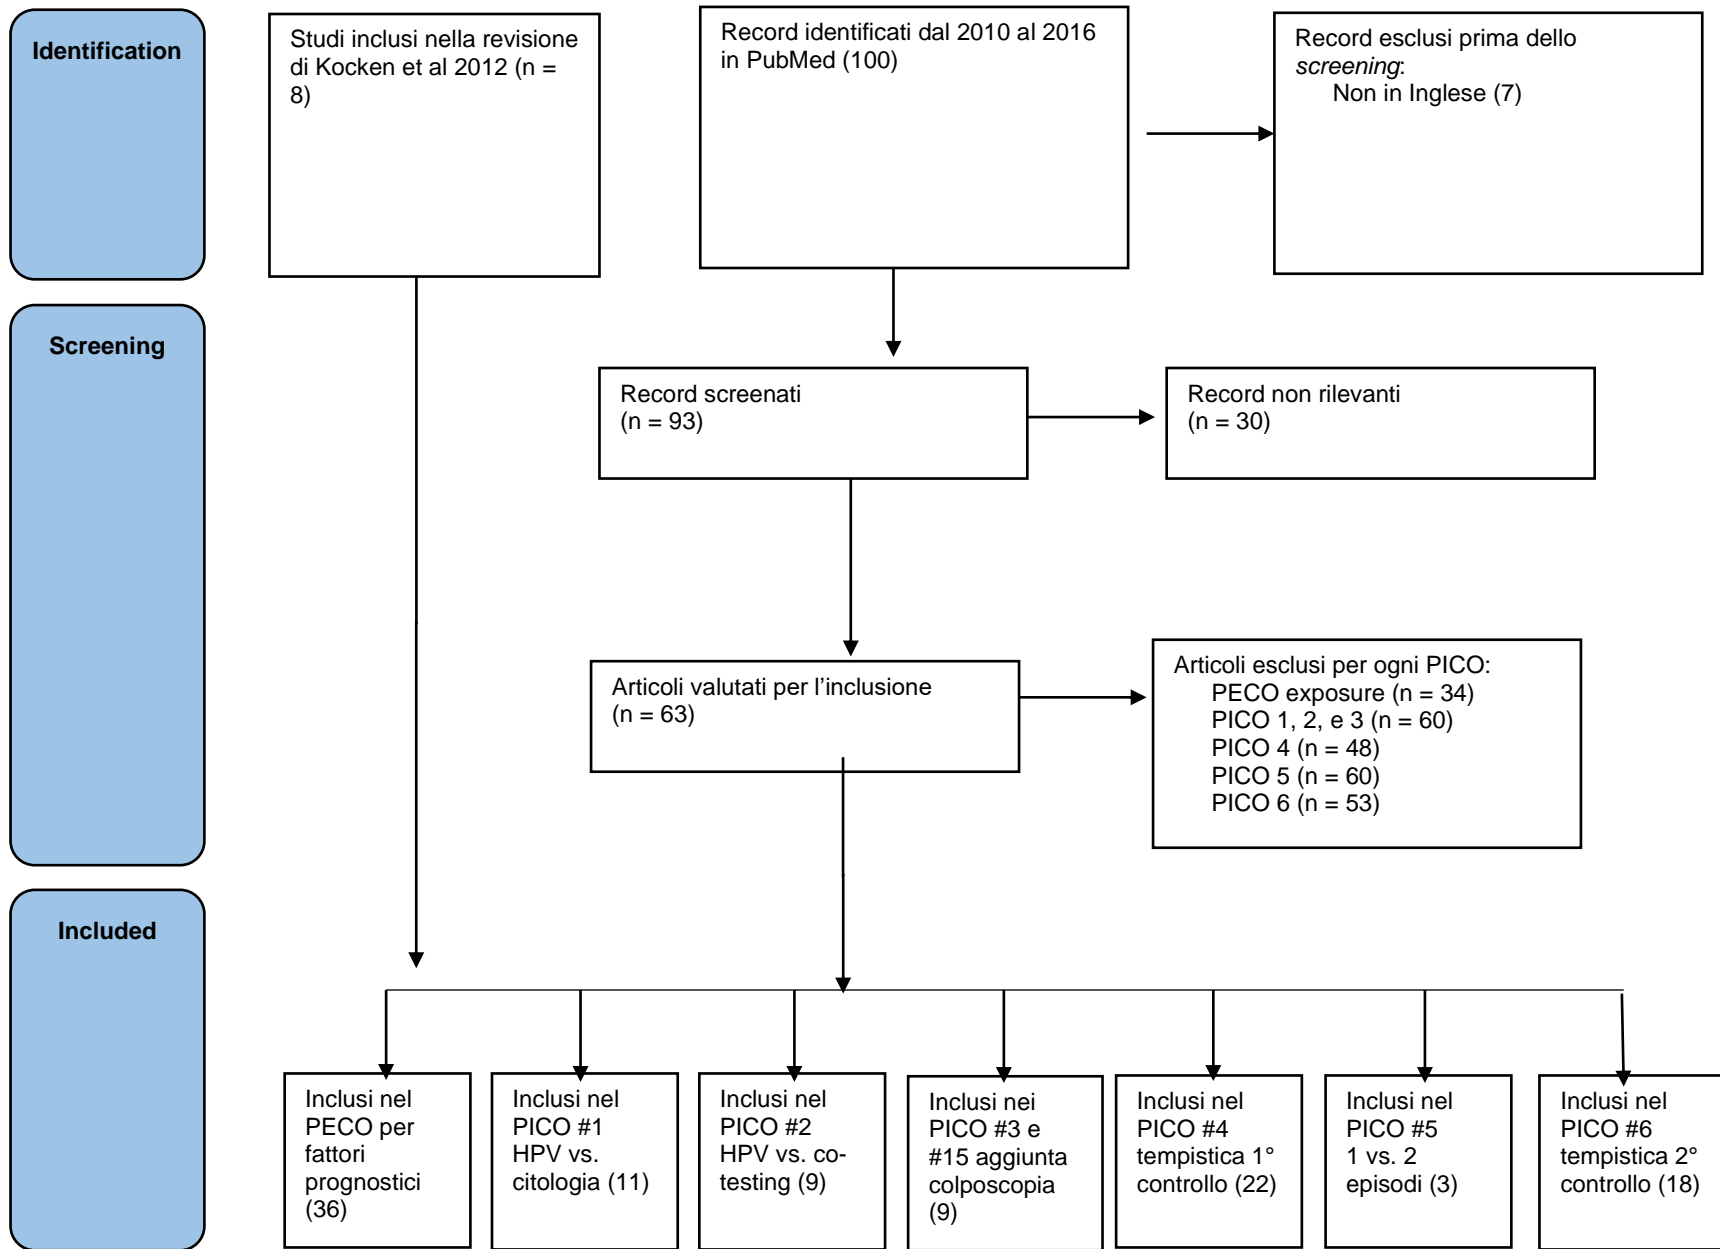 Identification
Studi inclusi nella revisione
di Kocken et al 2012 (n =
8)
Record identificati dal 2010 al 2016
in PubMed (100)
Record esclusi prima dello
screening:
Non in Inglese (7)
Screening
Record screenati
(n = 93)
Record non rilevanti
(n = 30)
Articoli valutati per l'inclusione
(n = 63)
Articoli esclusi per ogni PICO:
PECO exposure (n = 34)
PICO 1, 2, e 3 (n = 60)
PICO 4 (n = 48)
PICO 5 (n = 60)
PICO 6 (n = 53)
Included
Inclusi nel
PECO per
fattori
prognostici
(36)
Inclusi nel
PICO #1
HPV vs.
citologia (11)
Inclusi nel
PICO #2
HPV vs. co-
testing (9)
Inclusi nei
PICO #3 e
#15 aggiunta
colposcopia
(9)
Inclusi nel
PICO #4
tempistica 1°
controllo (22)
Inclusi nel
PICO #5
1 vs. 2
episodi (3)
Inclusi nel
PICO #6
tempistica 2°
controllo (18)